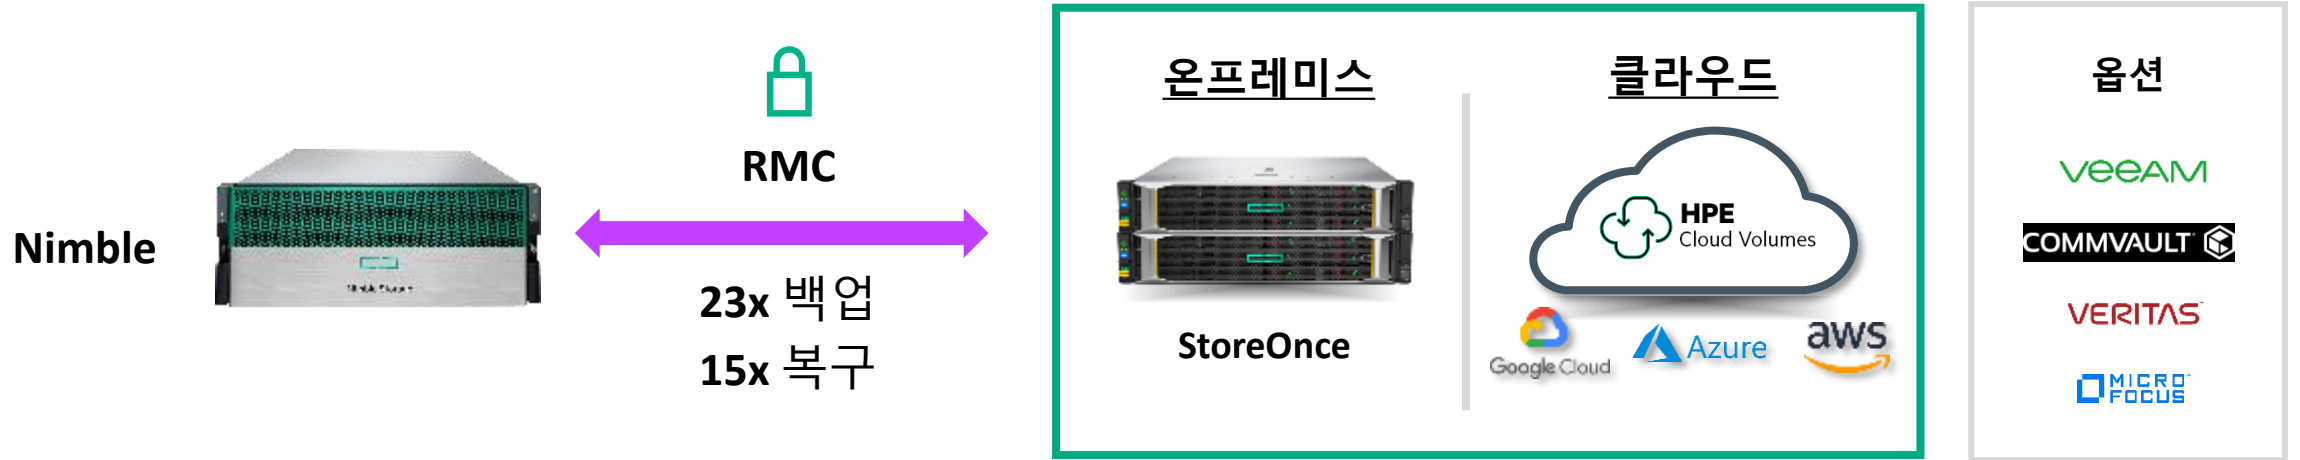 Nimble
RMC
23x 백업
15x 복구
온프레미스
StoreOnce
클라우드
HPE
Cloud Volumes
Google Cloud
Azure
aws
옵션
veeAM
COMMVAULT
VERITAS
MICRO
FOCUS